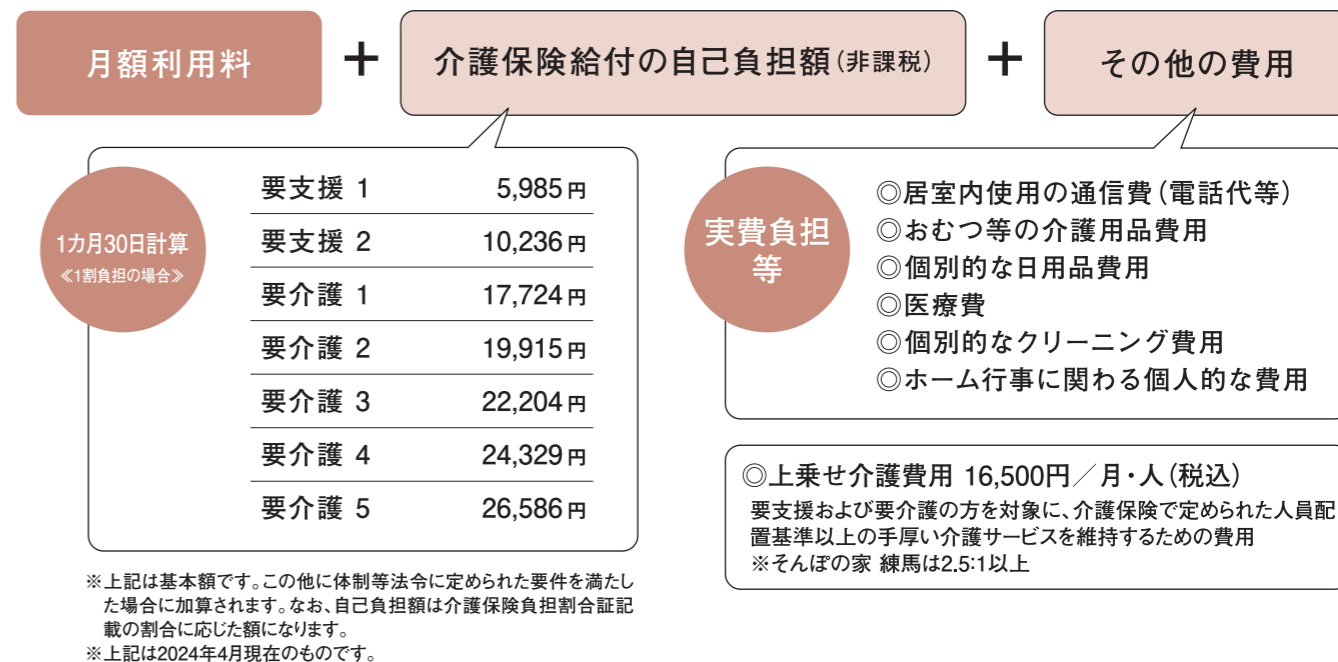 月額利用料 + 介護保険給付の自己負担額(非課税) + その他の費用
1カ月30日計算
≪1割負担の場合≫
要支援 1 5,985円
要支援 2 10,236円
要介護 1 17,724円
要介護 2 19,915円
要介護 3 22,204円
要介護 4 24,329円
要介護 5 26,586円
※上記は基本額です。この他に体制等法令に定められた要件を満たし
た場合に加算されます。なお、自己負担額は介護保険負担割合証記
載の割合に応じた額になります。
※上記は2024年4月現在のものです。
実費負担
等
◎居室内使用の通信費(電話代等)
◎おむつ等の介護用品費用
◎個別的な日用品費用
◎医療費
◎個別的なクリーニング費用
◎ホーム行事に関わる個人的な費用
◎上乗せ介護費用 16,500円／月・人(税込)
要支援および要介護の方を対象に、介護保険で定められた人員配
置基準以上の手厚い介護サービスを維持するための費用
※そんぽの家 練馬は2.5:1以上